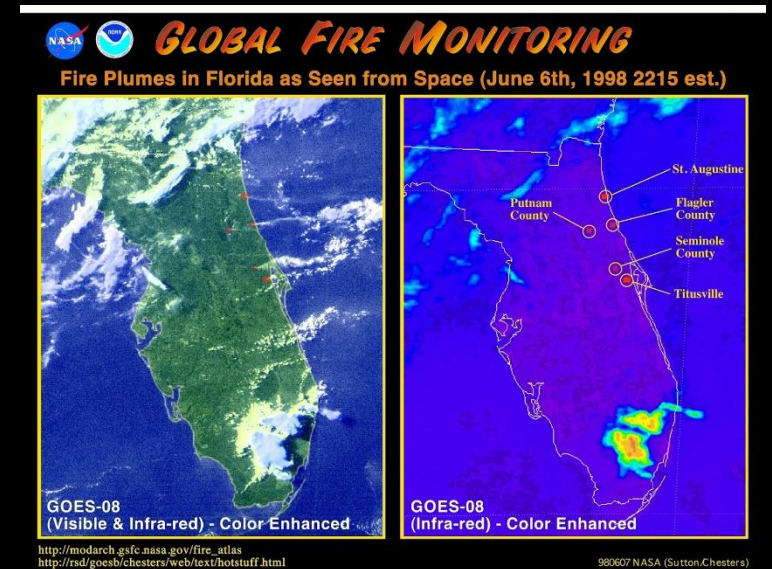 NASA
NOAA
GLOBAL FIRE MONITORING
Fire Plumes in Florida as Seen from Space (June 6th, 1998 2215 est.)
GOES-08
(Visible & Infra-red) - Color Enhanced
St. Augustine
Putnam
County
Flagler
County
Seminole
County
Titusville
GOES-08
(Infra-red) - Color Enhanced
http://modarch.gsfc.nasa.gov/fire_atlas
http://rsd/goesb/chesters/web/text/hotstuff.html
980607 NASA (Sutton/Chesters)